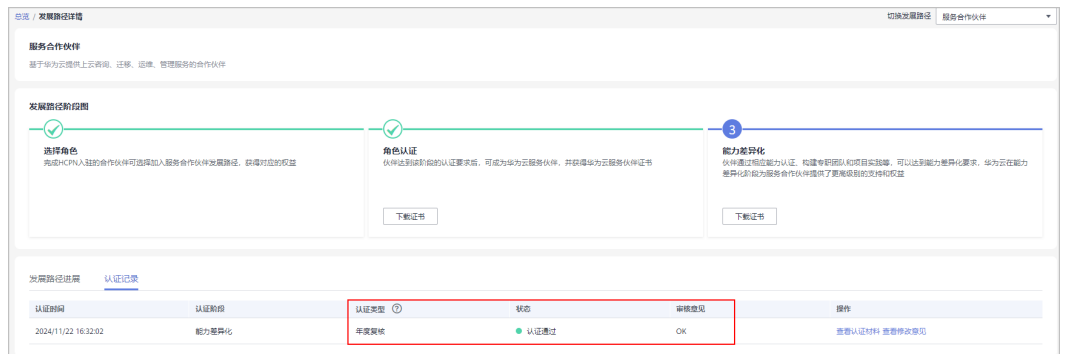 总览 / 发展路径详情
切换发展路径 服务合作伙伴
服务合作伙伴
基于华为云提供上云咨询、迁移、运维、管理服务的合作伙伴
发展路径阶段图
选择角色
完成HCPN入驻的合作伙伴可选择加入服务合作伙伴发展路径，获得对应的权益
角色认证
伙伴达到该阶段的认证要求后，可成为华为云服务伙伴，并获得华为云服务伙伴证书
下载证书
3
能力差异化
伙伴通过相应能力认证、构建专职团队和项目实践等，可以达到能力差异化要求，华为云在能力
差异化阶段为服务合作伙伴提供了更高级别的支持和权益
下载证书
发展路径进展 认证记录
认证时间 认证阶段 认证类型 ? 状态 审核意见 操作
2024/11/22 16:32:02 能力差异化 年度复核 认证通过 OK 查看认证材料 查看修改意见